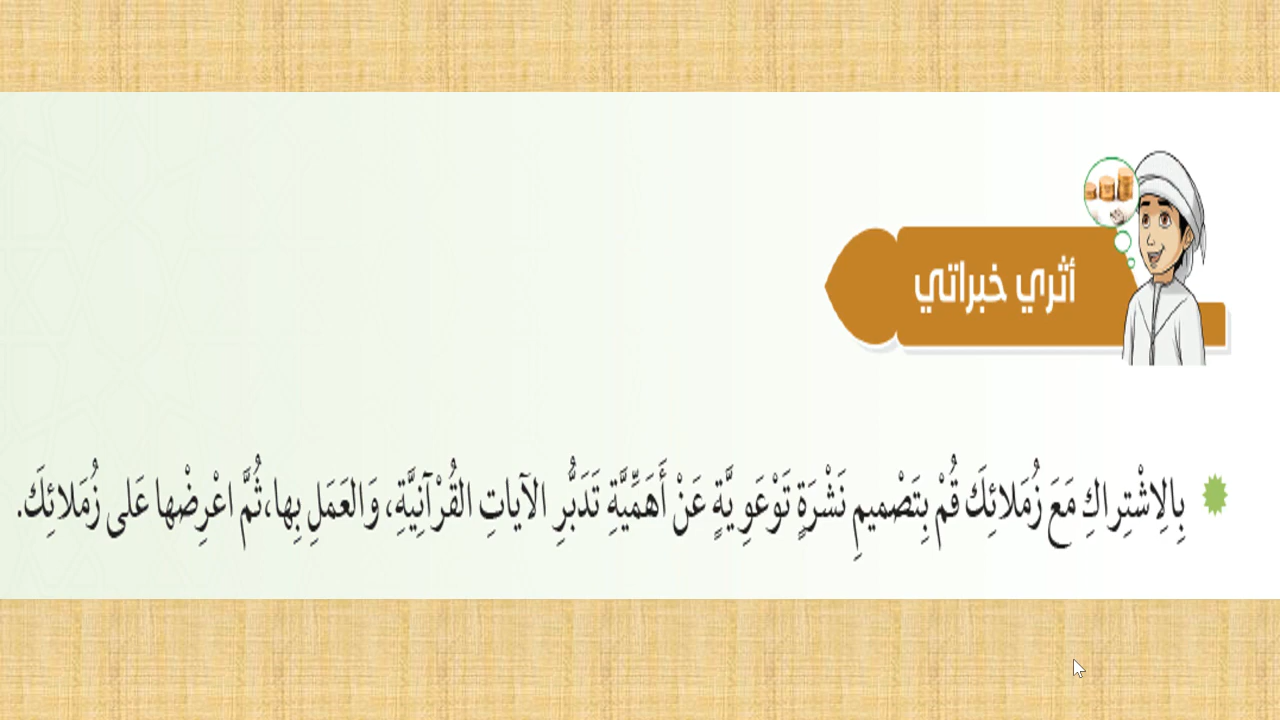 أثري خبراتي
بِالِاشْتِراكِ مَعَ زُمَلائِكَ قُمْ بِتَصْميمِ نَشْرَةٍ تَوْعَوِيَّةٍ عَنْ أَهَمِّيَّةِ تَدَبُّرِ الآياتِ القُرْآنِيَّةِ، وَالعَمَلِ بِها،ثُمَّ اعْرِضْها عَلى زُمَلائِكَ.